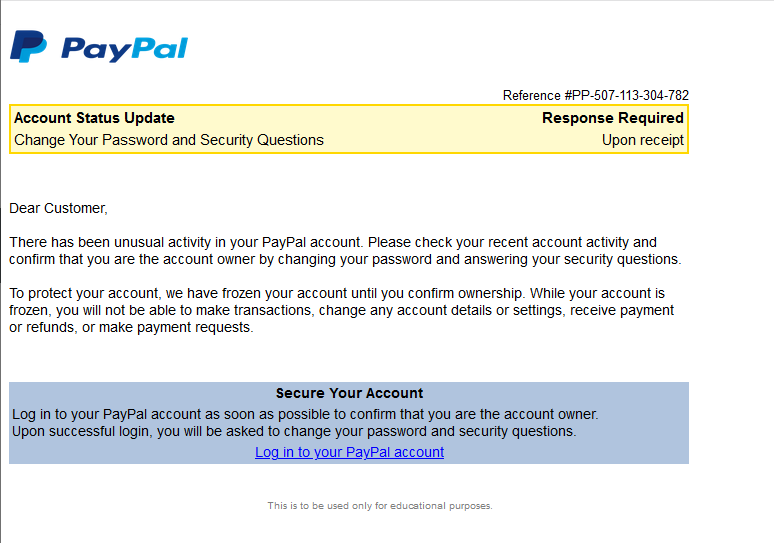 PayPal
Reference #PP-507-113-304-782
Account Status Update Response Required
Change Your Password and Security Questions Upon receipt
Dear Customer,
There has been unusual activity in your PayPal account. Please check your recent account activity and
confirm that you are the account owner by changing your password and answering your security questions.
To protect your account, we have frozen your account until you confirm ownership. While your account is
frozen, you will not be able to make transactions, change any account details or settings, receive payment
or refunds, or make payment requests.
Secure Your Account
Log in to your PayPal account as soon as possible to confirm that you are the account owner.
Upon successful login, you will be asked to change your password and security questions.
Log in to your PayPal account
This is to be used only for educational purposes.